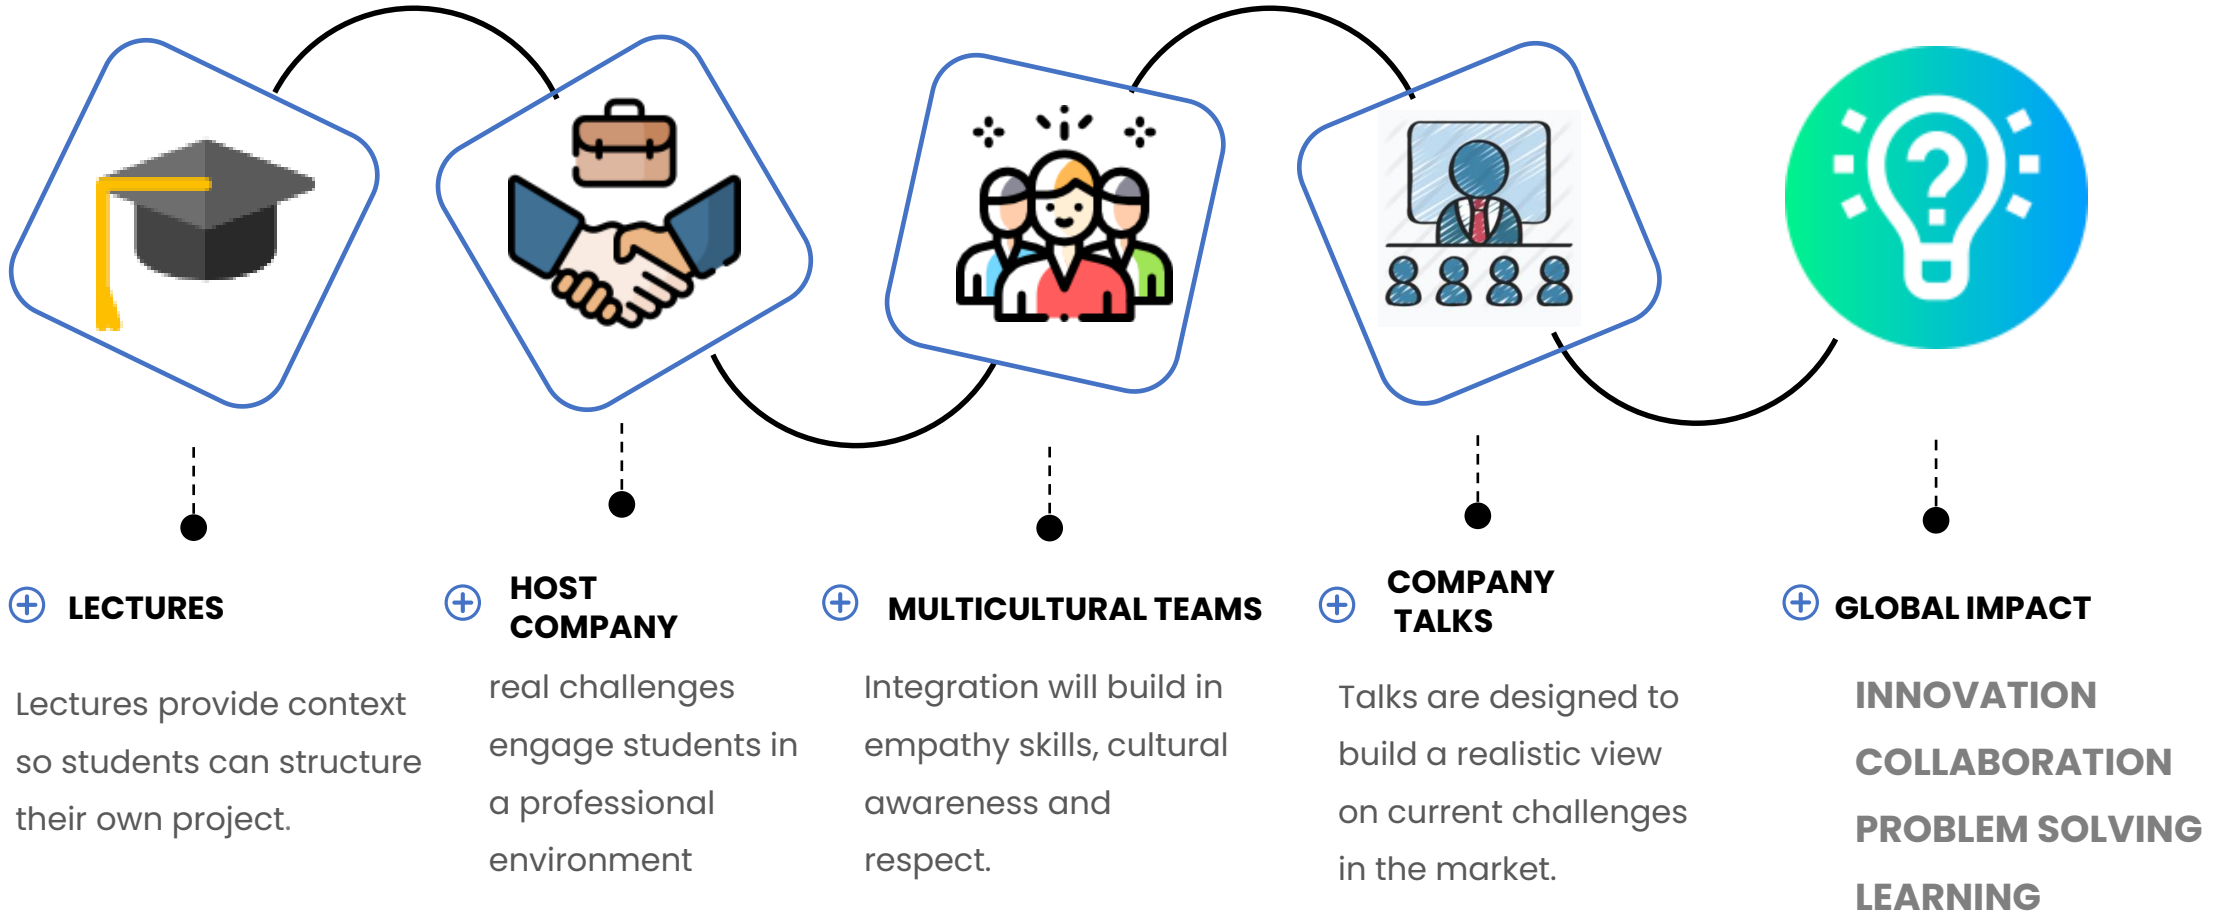 LECTURES
Lectures provide context
so students can structure
their own project.
HOST
COMPANY
real challenges
engage students in
a professional
environment
MULTICULTURAL TEAMS
Integration will build in
empathy skills, cultural
awareness and
respect.
COMPANY
TALKS
Talks are designed to
build a realistic view
on current challenges
in the market.
GLOBAL IMPACT
INNOVATION
COLLABORATION
PROBLEM SOLVING
LEARNING